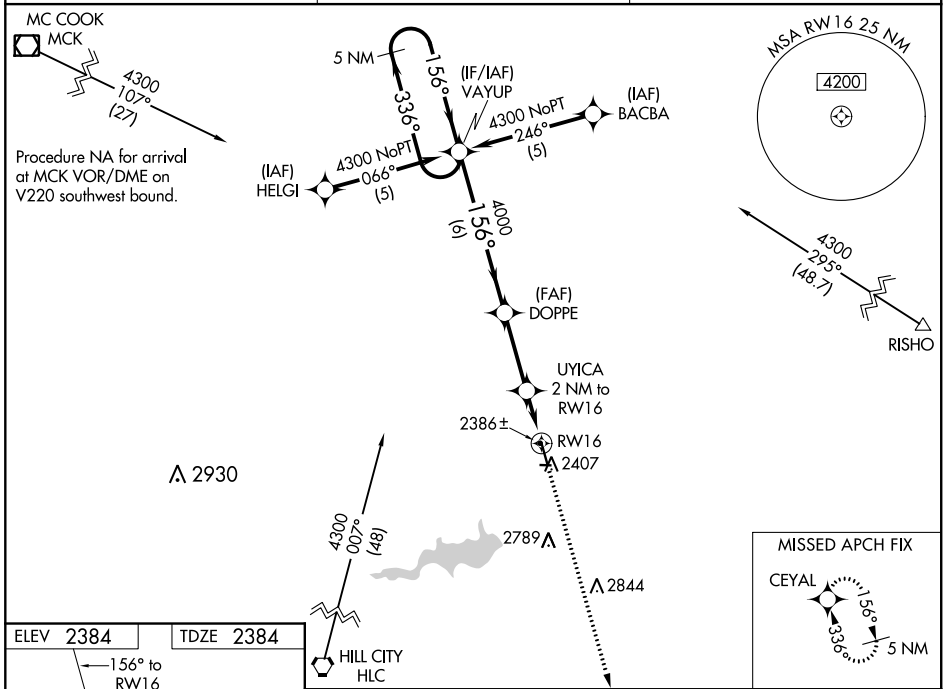 MC COOK
MCK
4300
107°
(27)
Procedure NA for arrival
at MCK VOR/DME on
V220 southwest bound.
5 NM
336°
156°
(IF/IAF)
VAYUP
(IAF)
BACBA
4300 NoPT
246°
(5)
(IAF)
HELGI
4300 NoPT
066°
(5)
4000
156°
(6)
MSA RW16 25 NM
4200
4300
295°
(48.7)
RISHO
(FAF)
DOPPE
UYICA
2 NM to
RW16
2386±
RW16
2407
2930
2789
2844
4300
007°
(48)
HILL CITY
HLC
MISSED APCH FIX
CEYAL
156°
336°
5 NM
ELEV 2384
TDZE 2384
156° to
RW16